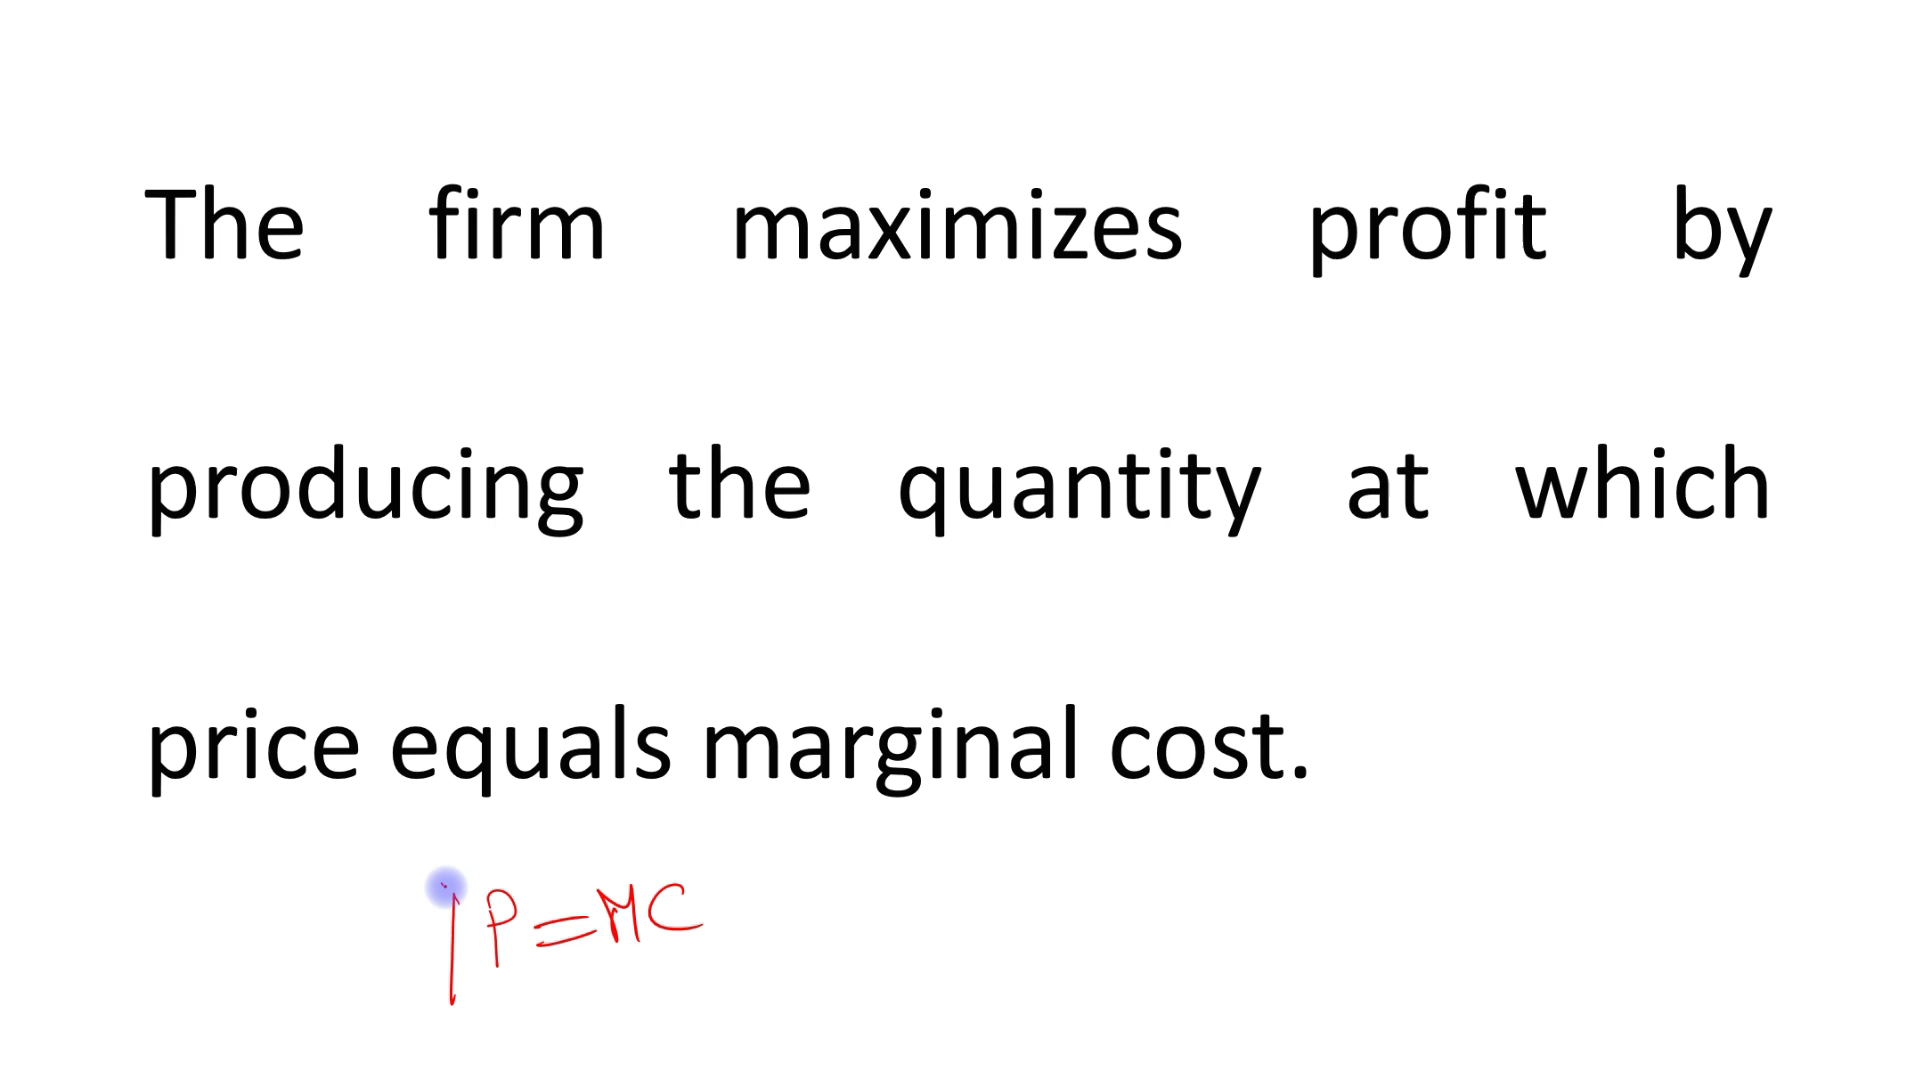 The firm maximizes profit by
producing the quantity at which
price equals marginal cost.
P=MC